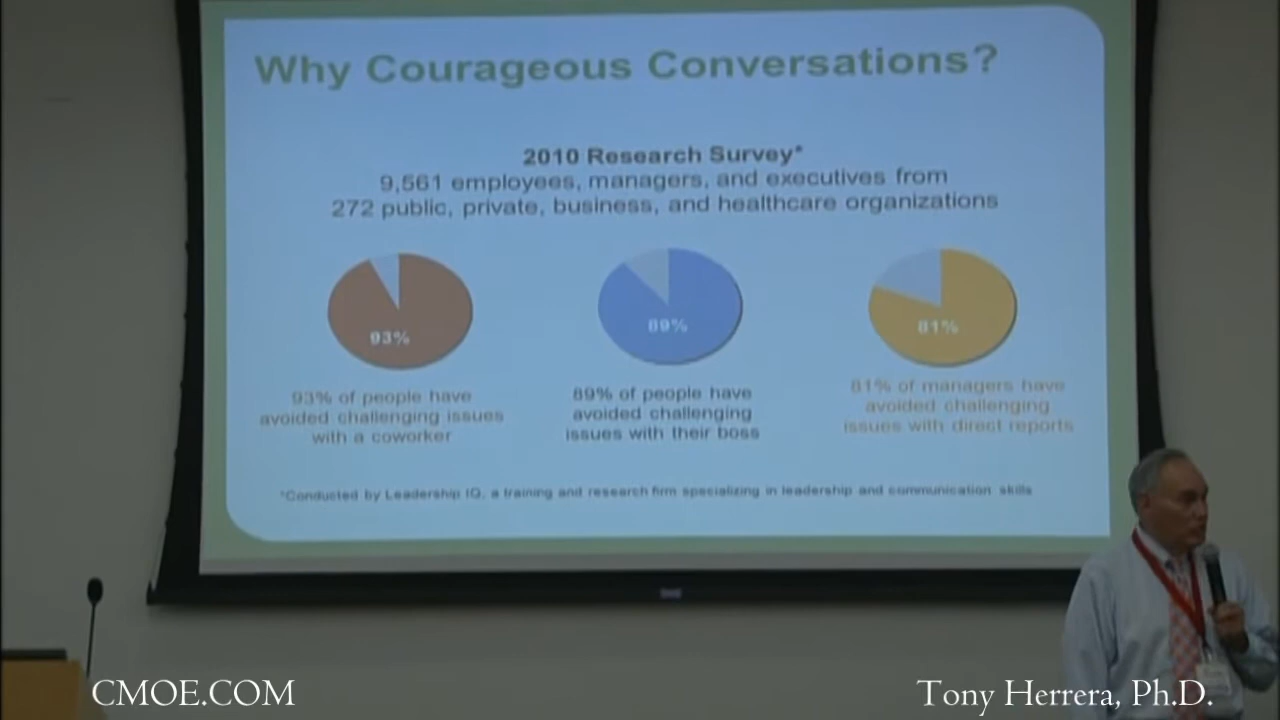 Why Courageous Conversations?
2010 Research Survey*
9,561 employees, managers, and executives from
272 public, private, business, and healthcare organizations
93%
89%
81%
93% of people have
avoided challenging issues
with a coworker
89% of people have
avoided challenging
issues with their boss
81% of managers have
avoided challenging
issues with direct reports
*Conducted by Leadership IQ, a training and research firm specializing in leadership and communication skills
CMOE.COM
Tony Herrera, Ph.D.